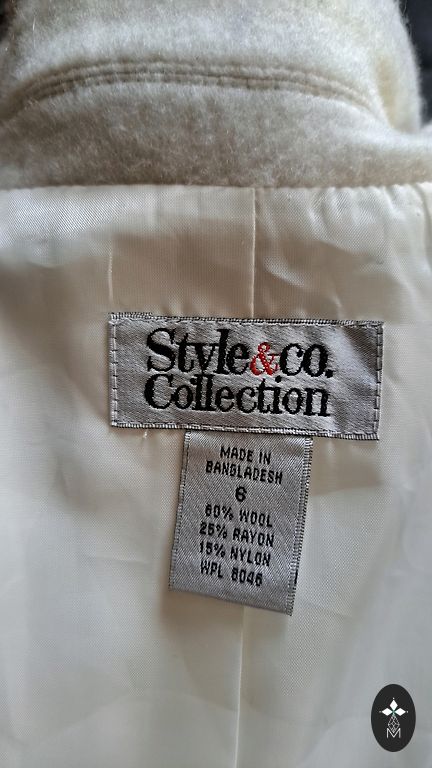 Style&co.
Collection
MADE IN
BANGLADESH
6
60% WOOL
25% RAYON
15% NYLON
WPL 8046
M